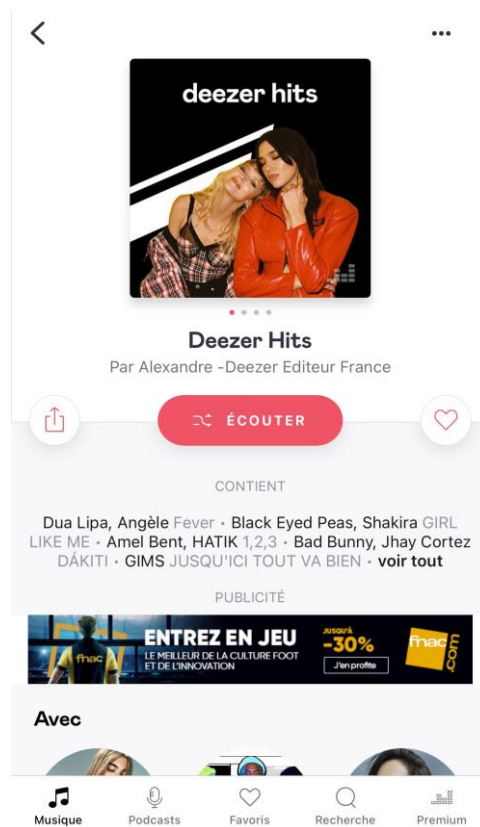 deezer hits
Deezer Hits
Par Alexandre -Deezer Editeur France
ÉCOUTER
CONTIENT
Dua Lipa, Angèle Fever • Black Eyed Peas, Shakira GIRL
LIKE ME • Amel Bent, HATIK 1,2,3 • Bad Bunny, Jhay Cortez
DÁKITI • GIMS JUSQU'ICI TOUT VA BIEN • voir tout
PUBLICITÉ
fnac
ENTREZ EN JEU
LE MEILLEUR DE LA CULTURE FOOT
ET DE L'INNOVATION
JUSQU'À
-30%
J'en profite
fnac.com
Avec
Musique Podcasts Favoris Recherche Premium